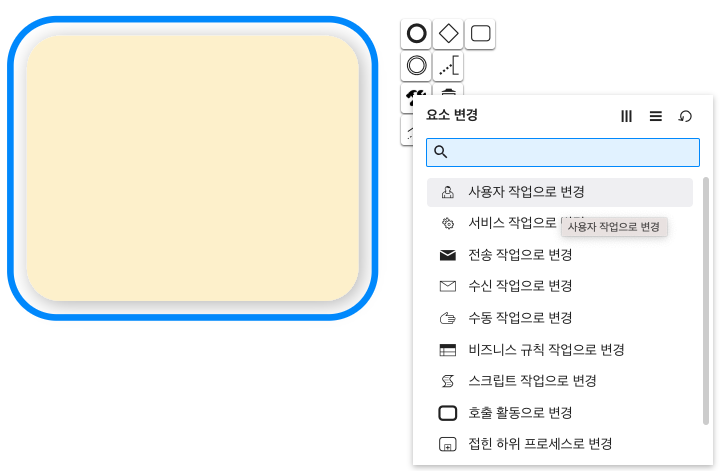 요소 변경
사용자 작업으로 변경
서비스 작업으로 변경
사용자 작업으로 변경
전송 작업으로 변경
수신 작업으로 변경
수동 작업으로 변경
비즈니스 규칙 작업으로 변경
스크립트 작업으로 변경
호출 활동으로 변경
접힌 하위 프로세스로 변경